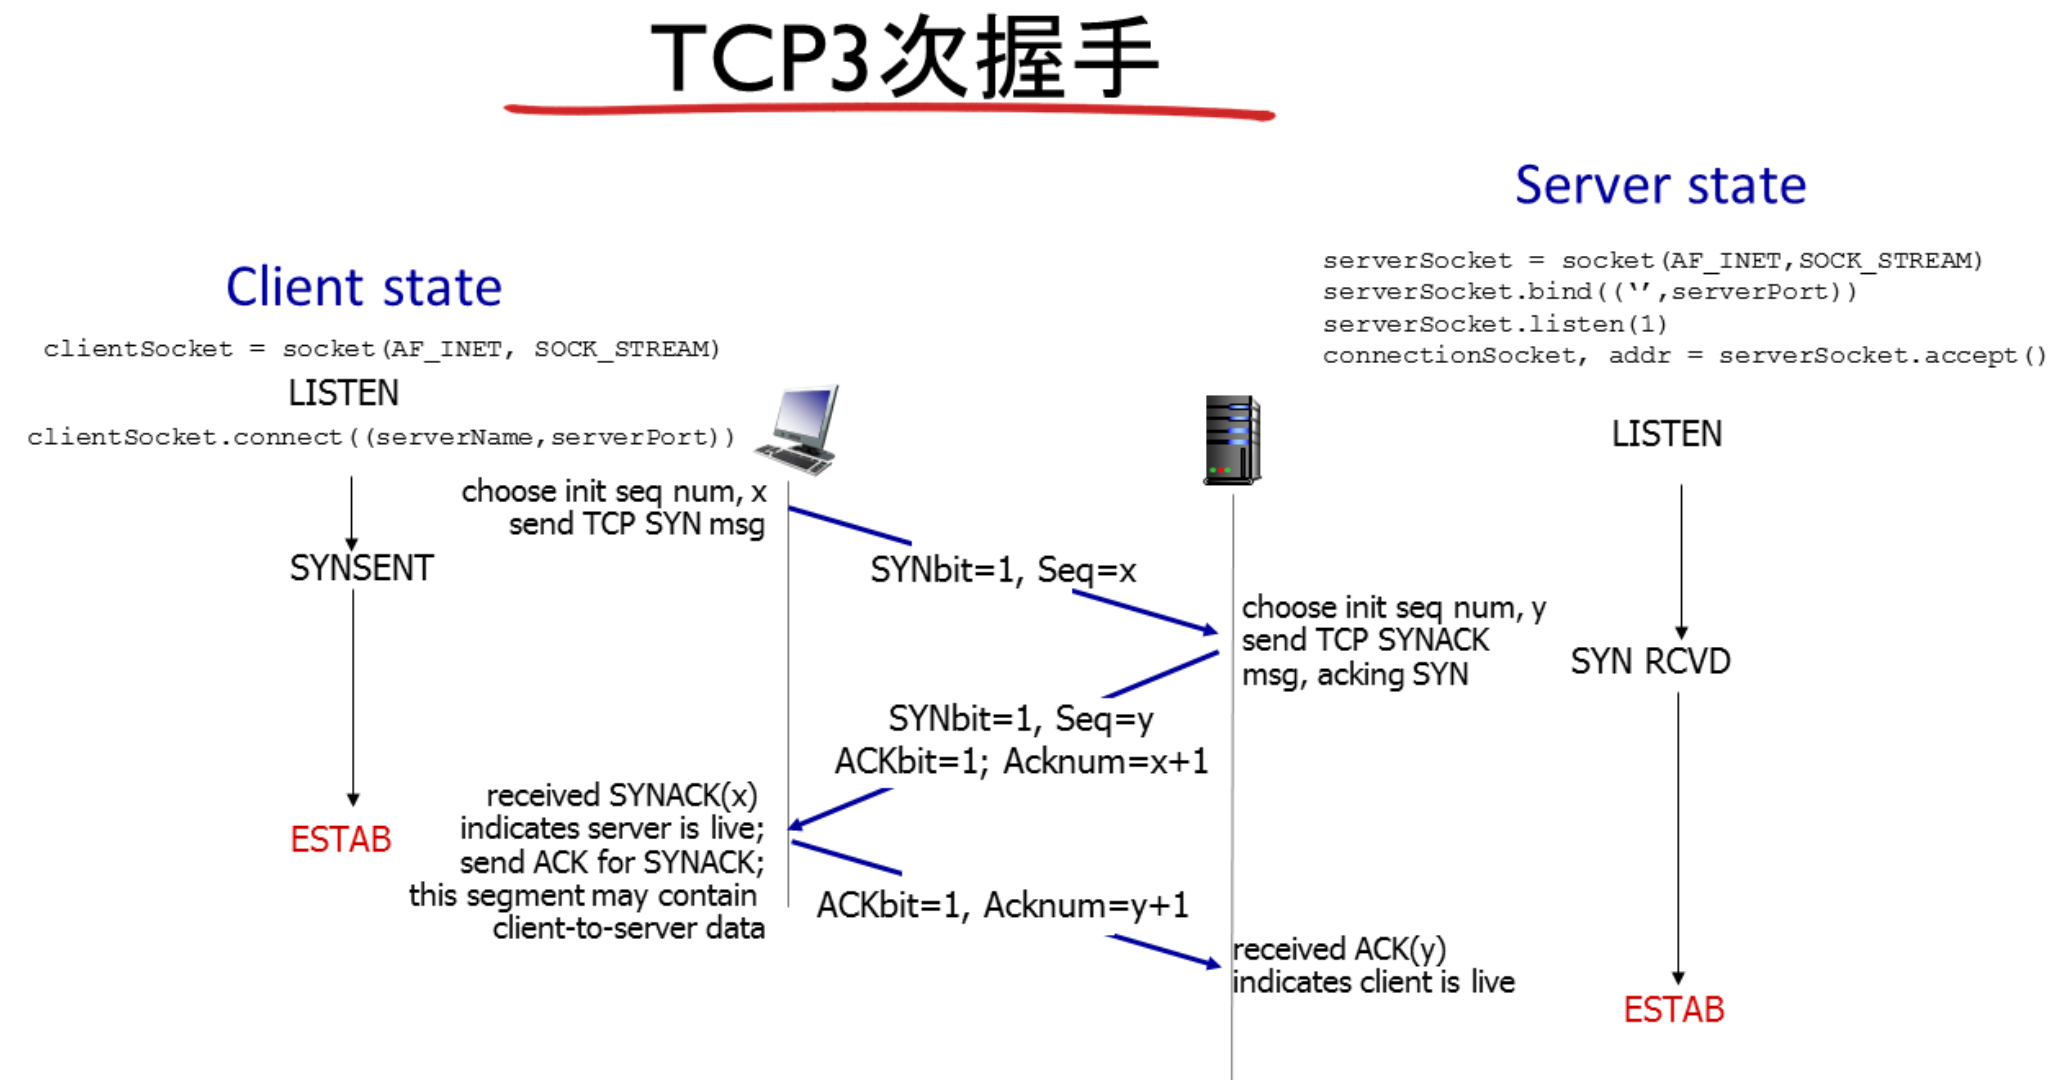 TCP3次握手
Server state
serverSocket = socket(AF_INET,SOCK_STREAM)
serverSocket.bind((‘’,serverPort))
serverSocket.listen(1)
connectionSocket, addr = serverSocket.accept()
Client state
clientSocket = socket(AF_INET, SOCK_STREAM)
LISTEN
clientSocket.connect((serverName,serverPort))
LISTEN
choose init seq num, x
send TCP SYN msg
SYNSENT
SYNbit=1, Seq=x
choose init seq num, y
send TCP SYNACK
msg, acking SYN
SYN RCVD
SYNbit=1, Seq=y
ACKbit=1; Acknum=x+1
received SYNACK(x)
indicates server is live;
send ACK for SYNACK;
this segment may contain
client-to-server data
ESTAB
ACKbit=1, Acknum=y+1
received ACK(y)
indicates client is live
ESTAB